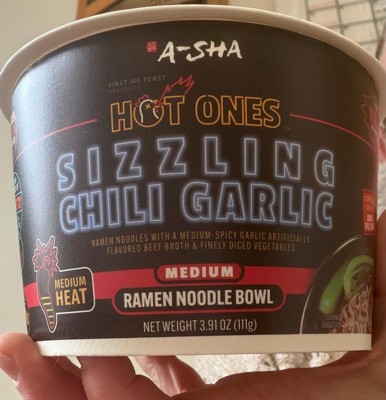 A-SHA
FIRST WE FEAST
PRESENTS
HOT ONES
SIZZLING
CHILI GARLIC
RAMEN NOODLES WITH A MEDIUM-SPICY GARLIC ARTIFICIALLY
FLAVORED BEEF BROTH & FINELY DICED VEGETABLES
MEDIUM
MEDIUM
HEAT
RAMEN NOODLE BOWL
NET WEIGHT 3.91 OZ (111g)